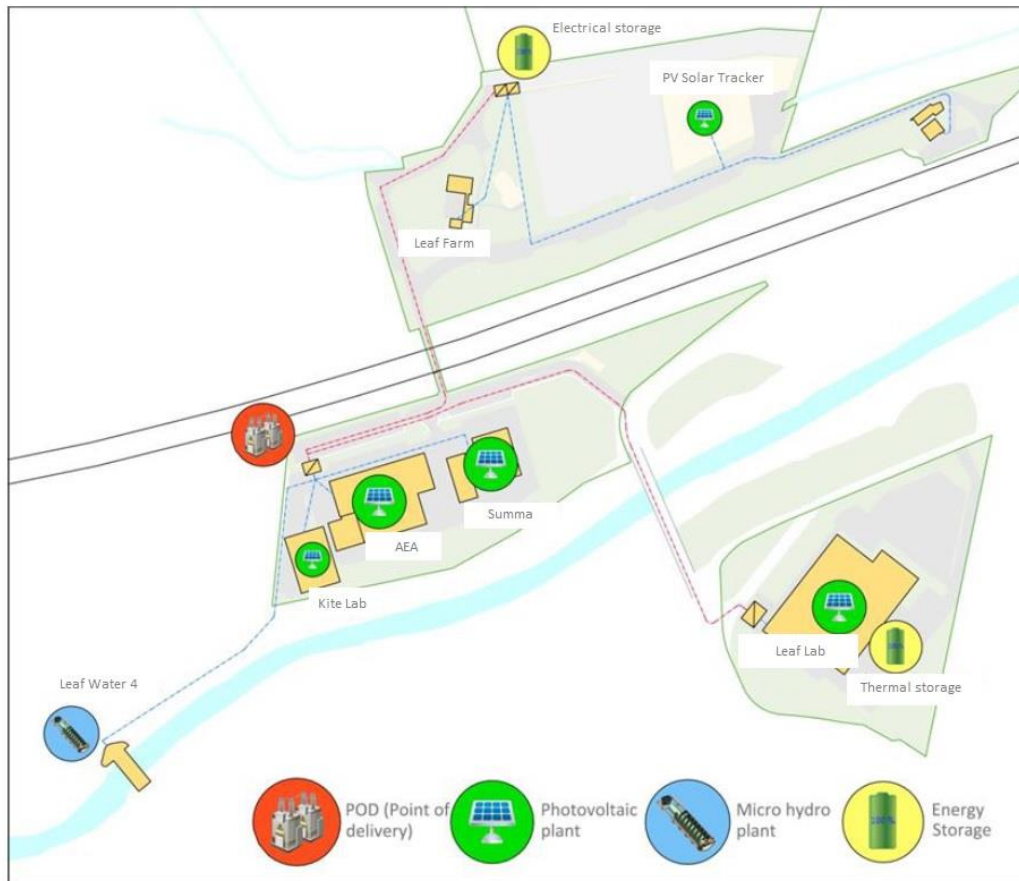 Electrical storage
PV Solar Tracker
Leaf Farm
Summa
AEA
Kite Lab
Leaf Lab
Thermal storage
Leaf Water 4
POD (Point of
delivery)
Photovoltaic
plant
Micro hydro
plant
100%
Energy
Storage